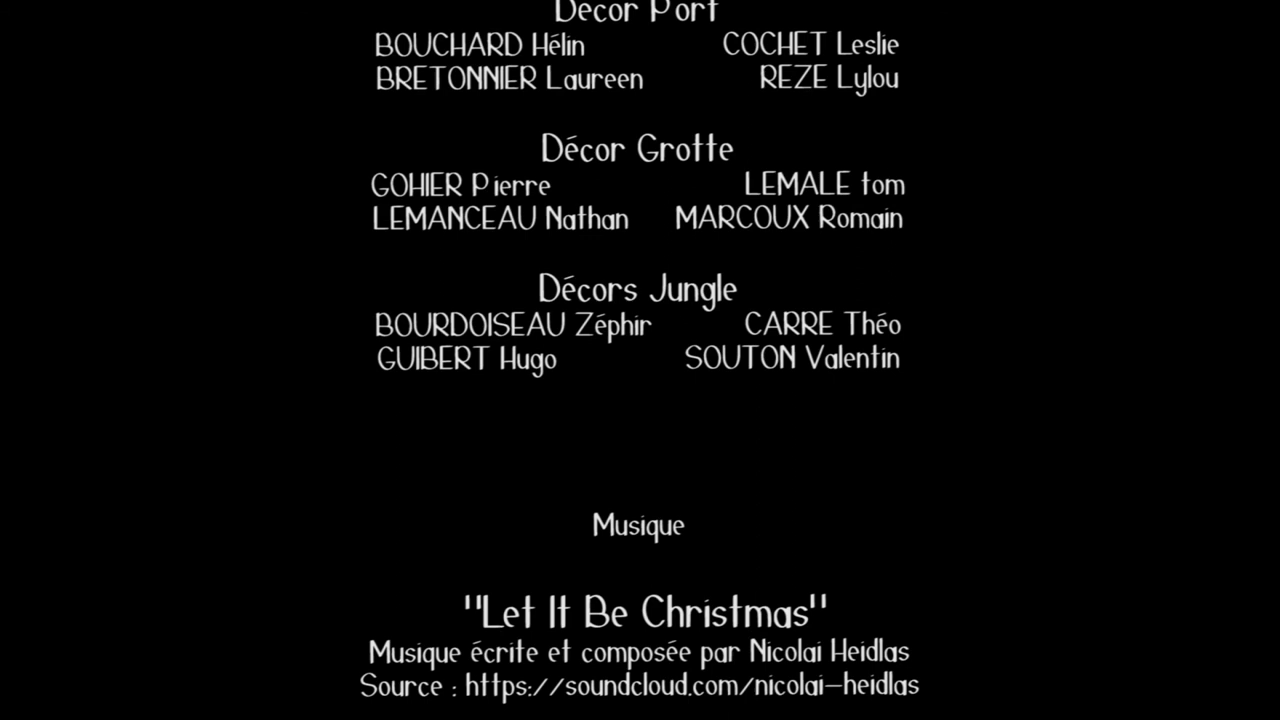 Décor Port
BOUCHARD Hélin COCHET Leslie
BRETONNIER Laureen REZE Lylou
Décor Grotte
GOHIER Pierre LEMALE tom
LEMANCEAU Nathan MARCOUX Romain
Décors Jungle
BOURDOISEAU Zéphir CARRE Théo
GUIBERT Hugo SOUTON Valentin
Musique
"Let It Be Christmas"
Musique écrite et composée par Nicolai Heidlas
Source : https://soundcloud.com/nicolai-heidlas